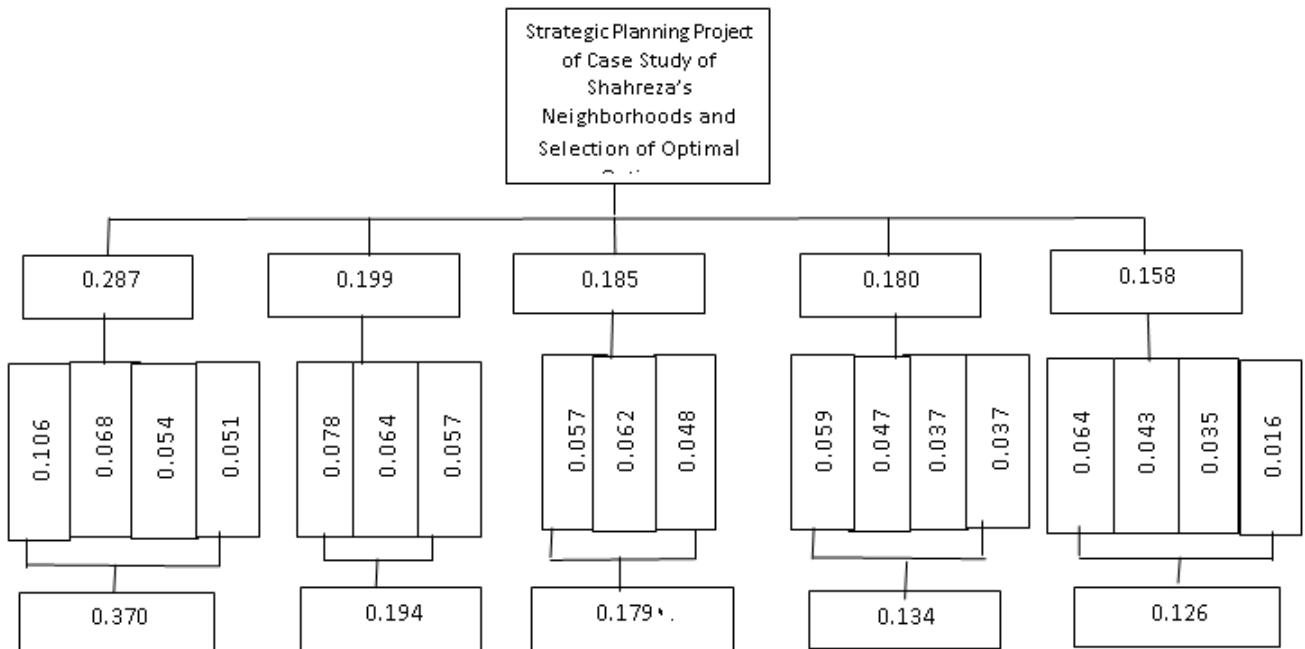 Strategic Planning Project
of Case Study of
Shahreza's
Neighborhoods and
Selection of Optimal
0.287 0.199 0.185 0.180 0.158
0.106 0.068 0.054 0.051 0.078 0.064 0.057 0.057 0.062 0.048 0.059 0.047 0.037 0.037 0.064 0.043 0.035 0.016
0.370 0.194 0.179 0.134 0.126